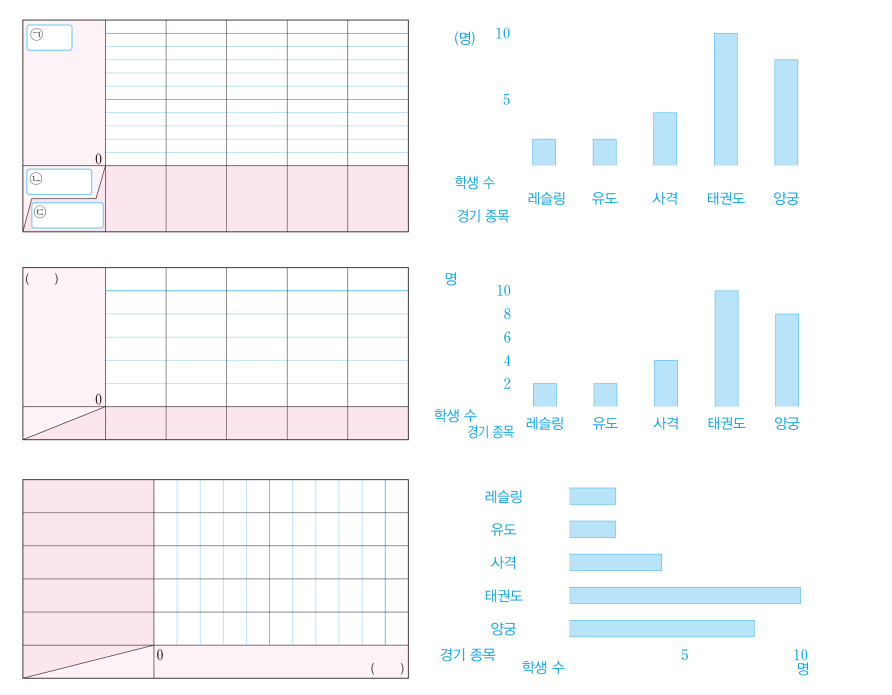 ㉠
0
㉡
㉢
(명) 10
5
학생 수
경기 종목
레슬링 유도 사격 태권도 양궁
( )
0
명
10
8
6
4
2
학생 수
경기 종목
레슬링 유도 사격 태권도 양궁
0
( )
레슬링
유도
사격
태권도
양궁
경기 종목
학생 수
5 10
명